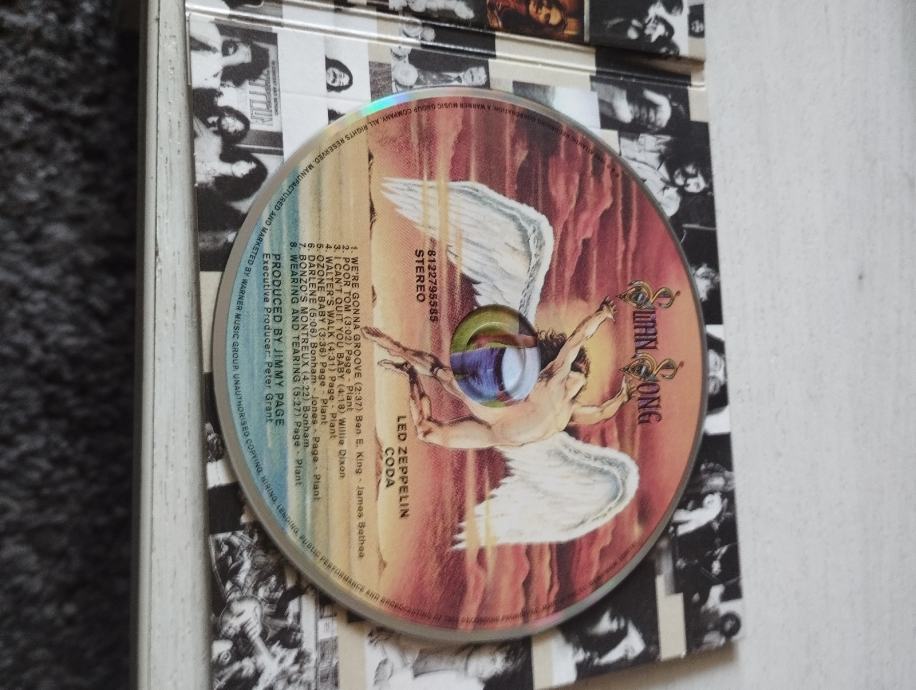 SWAN SONG
8122795585
STEREO
LED ZEPPELIN
CODA
1. WE'RE GONNA GROOVE (2:37) Ben E. King - James Bethea
2. POOR TOM (3:02) Page - Plant
3. I CAN'T QUIT YOU BABY (4:18) Willie Dixon
4. WALTER'S WALK (4:31) Page - Plant
5. OZONE BABY (3:36) Page - Plant
6. DARLENE (5:06) Bonham - Jones - Page - Plant
7. BONZO'S MONTREUX (4:22) Bonham
8. WEARING AND TEARING (5:27) Page - Plant
PRODUCED BY JIMMY PAGE
Executive Producer: Peter Grant
A WARNER MUSIC GROUP COMPANY. ALL RIGHTS RESERVED. MANUFACTURED AND MARKETED BY WARNER MUSIC GROUP. UNAUTHORISED COPYING, HIRING, LENDING, PUBLIC PERFORMANCE AND BROADCASTING